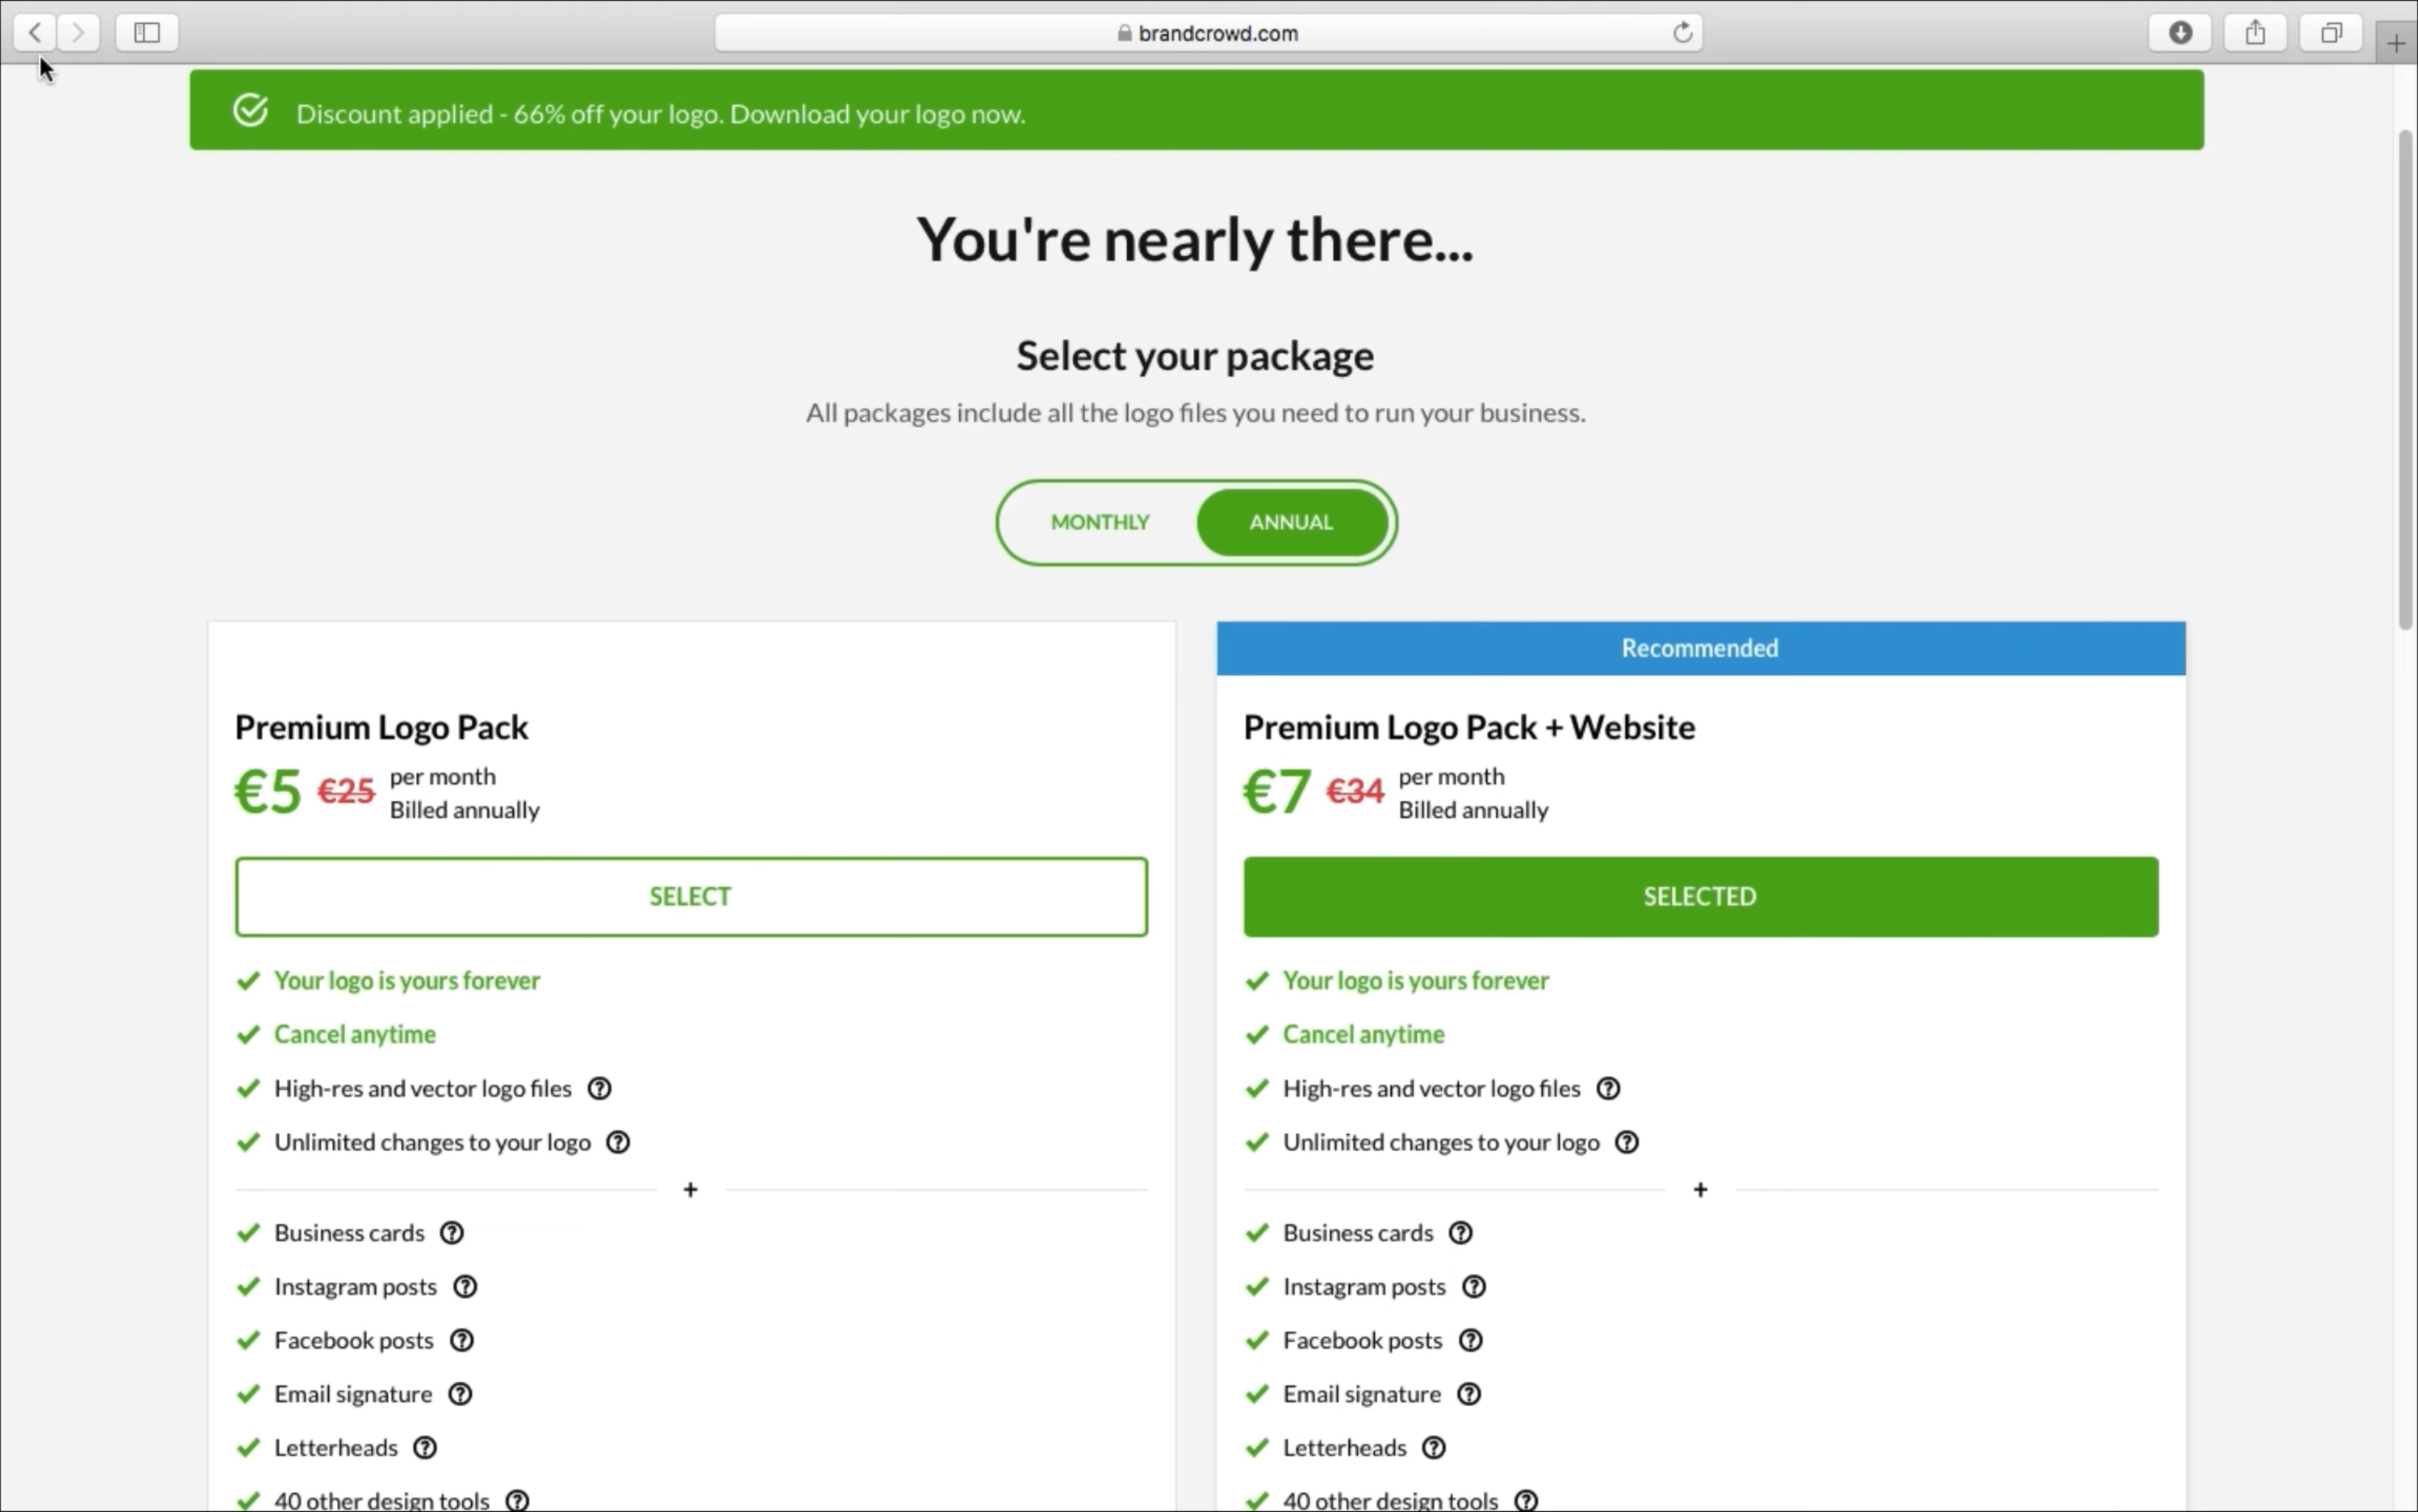 brandcrowd.com
Discount applied - 66% off your logo. Download your logo now.
You're nearly there...
Select your package
All packages include all the logo files you need to run your business.
MONTHLY ANNUAL
Recommended
Premium Logo Pack
€5 €25 per month
Billed annually
SELECT
Your logo is yours forever
Cancel anytime
High-res and vector logo files
Unlimited changes to your logo
+
Business cards
Instagram posts
Facebook posts
Email signature
Letterheads
40 other design tools
Premium Logo Pack + Website
€7 €34 per month
Billed annually
SELECTED
Your logo is yours forever
Cancel anytime
High-res and vector logo files
Unlimited changes to your logo
+
Business cards
Instagram posts
Facebook posts
Email signature
Letterheads
40 other design tools